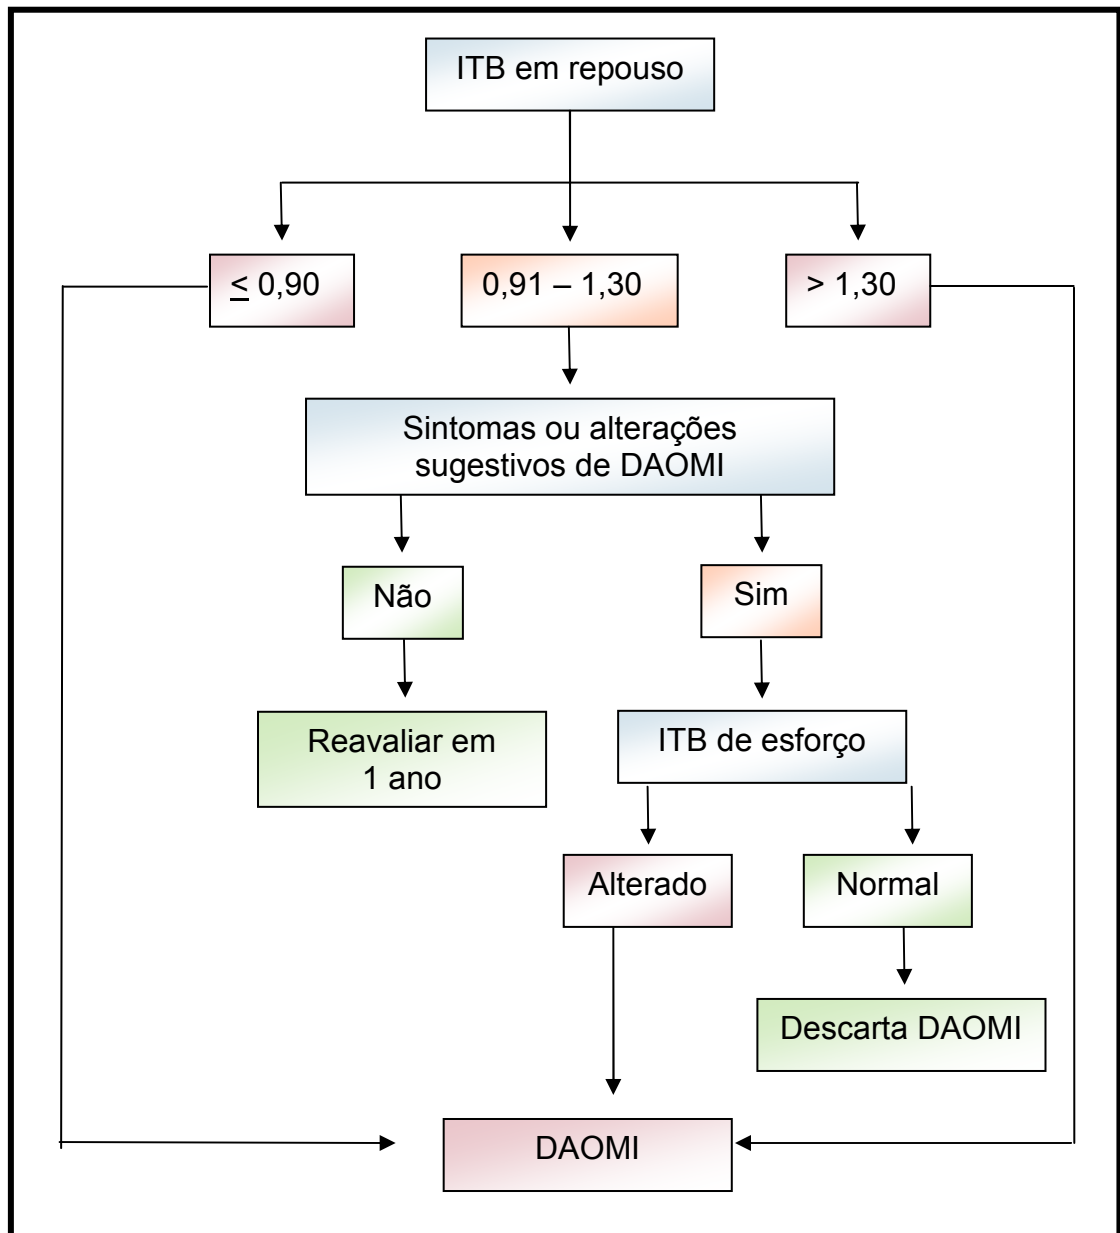 ITB em repouso
≤ 0,90
0,91 – 1,30
> 1,30
Sintomas ou alterações
sugestivos de DAOMI
Não
Sim
Reavaliar em
1 ano
ITB de esforço
Alterado
Normal
Descarta DAOMI
DAOMI